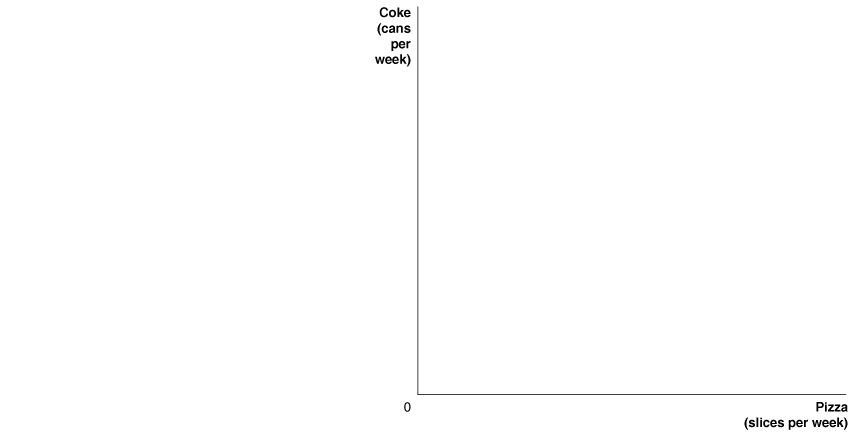 Coke
(cans
per
week)
0
Pizza
(slices per week)